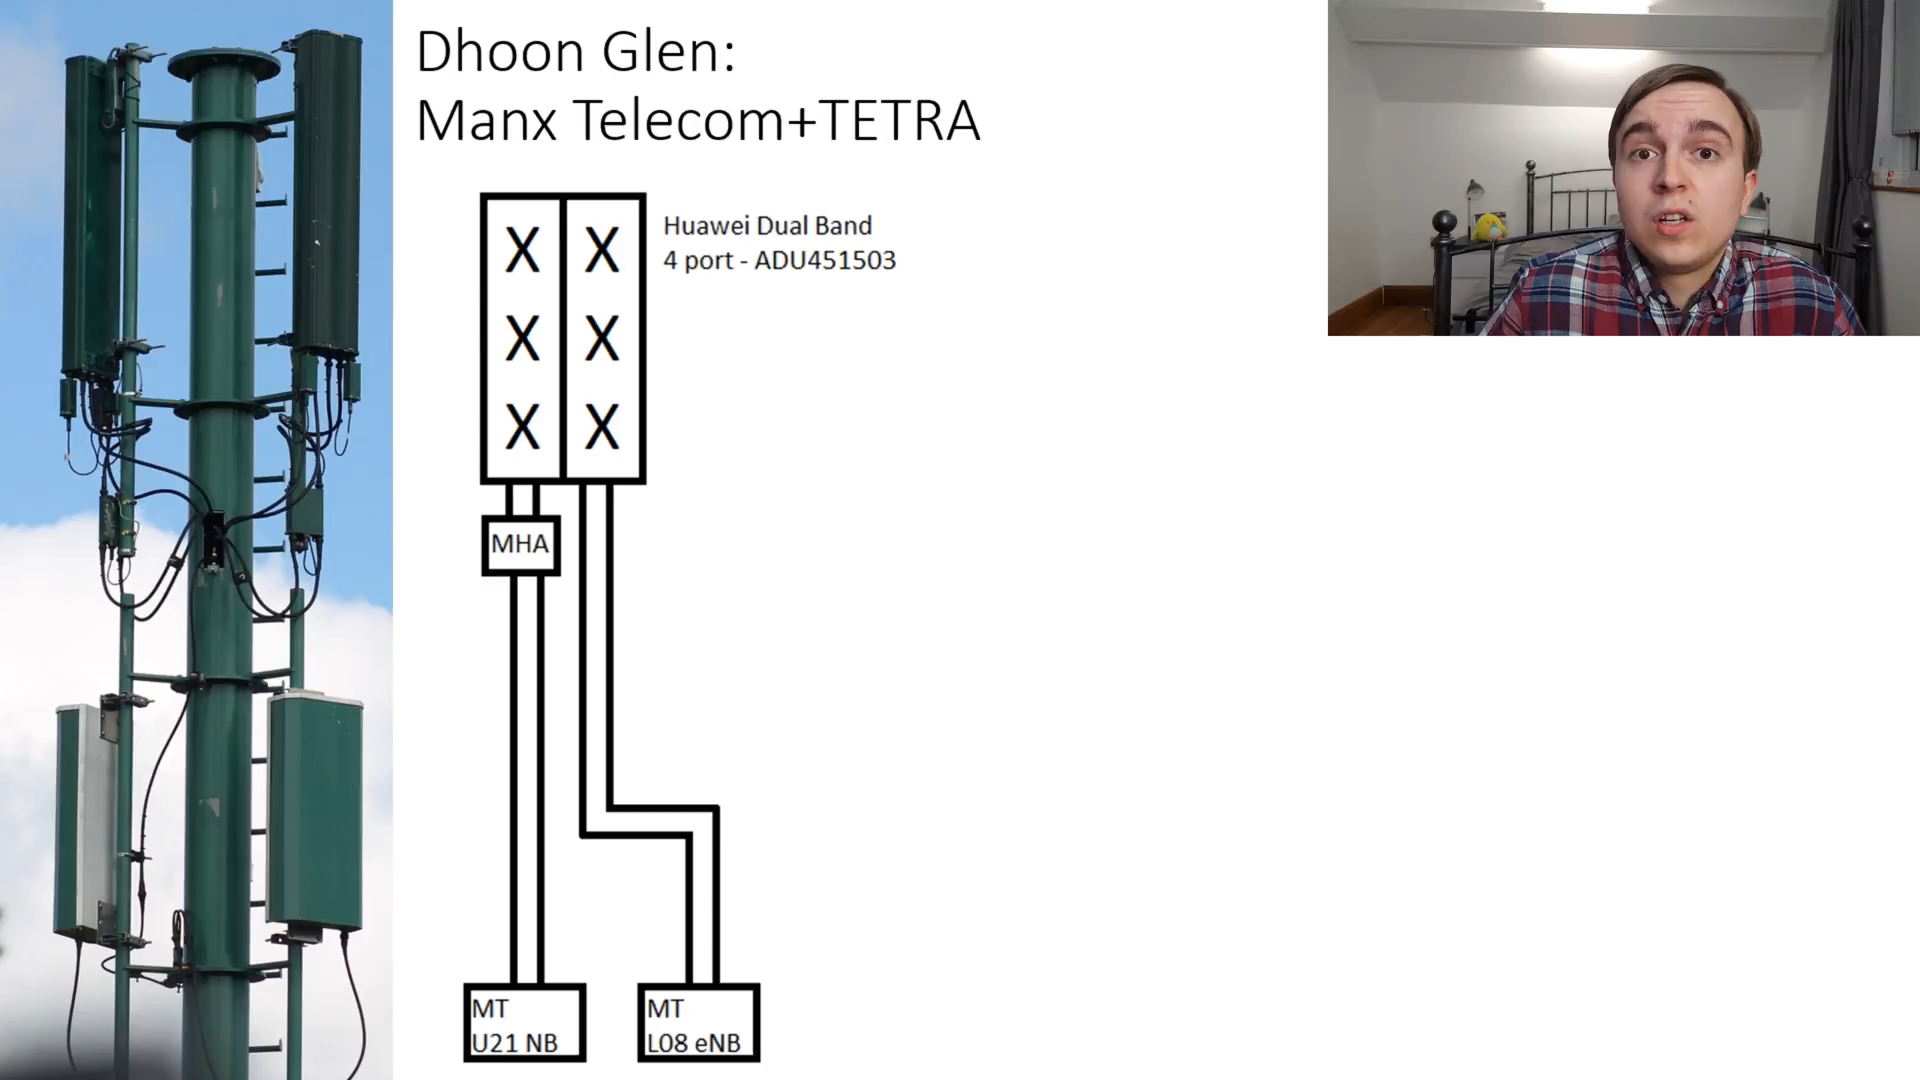 Dhoon Glen:
Manx Telecom+TETRA
X X
Huawei Dual Band
4 port - ADU451503
X X
X X
MHA
MT
U21 NB
MT
L08 eNB